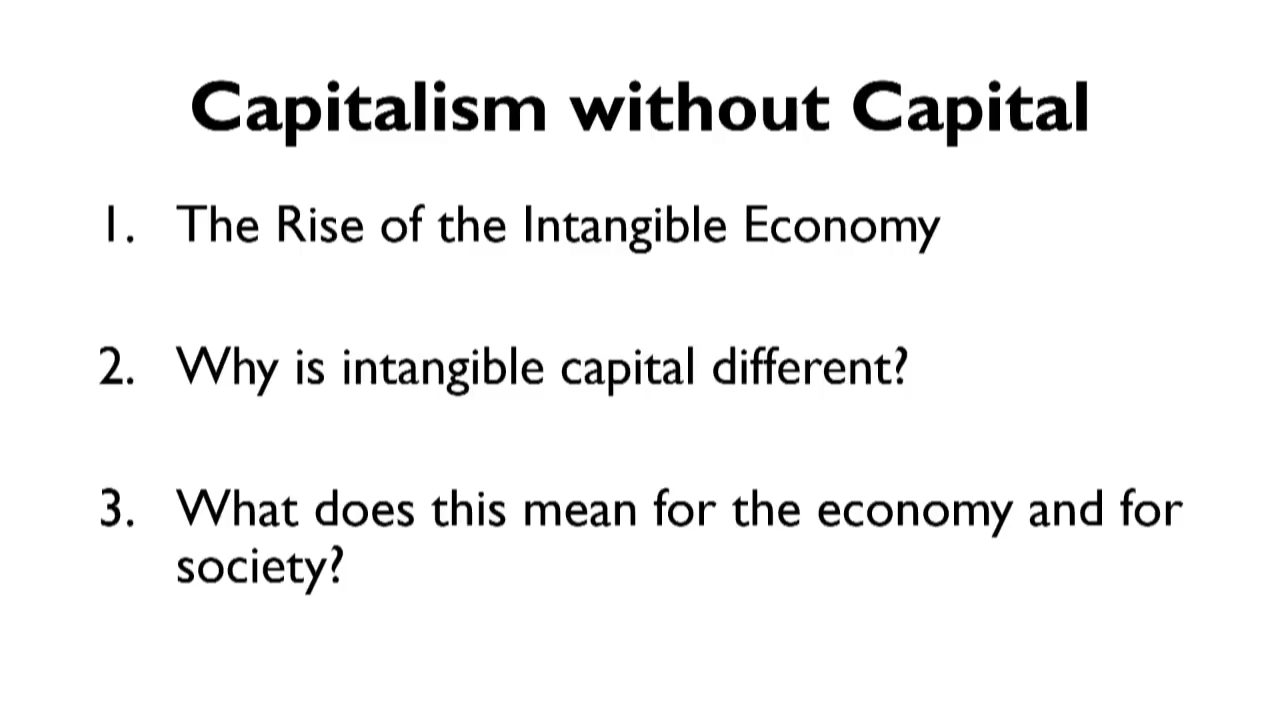 Capitalism without Capital
1. The Rise of the Intangible Economy
2. Why is intangible capital different?
3. What does this mean for the economy and for
society?